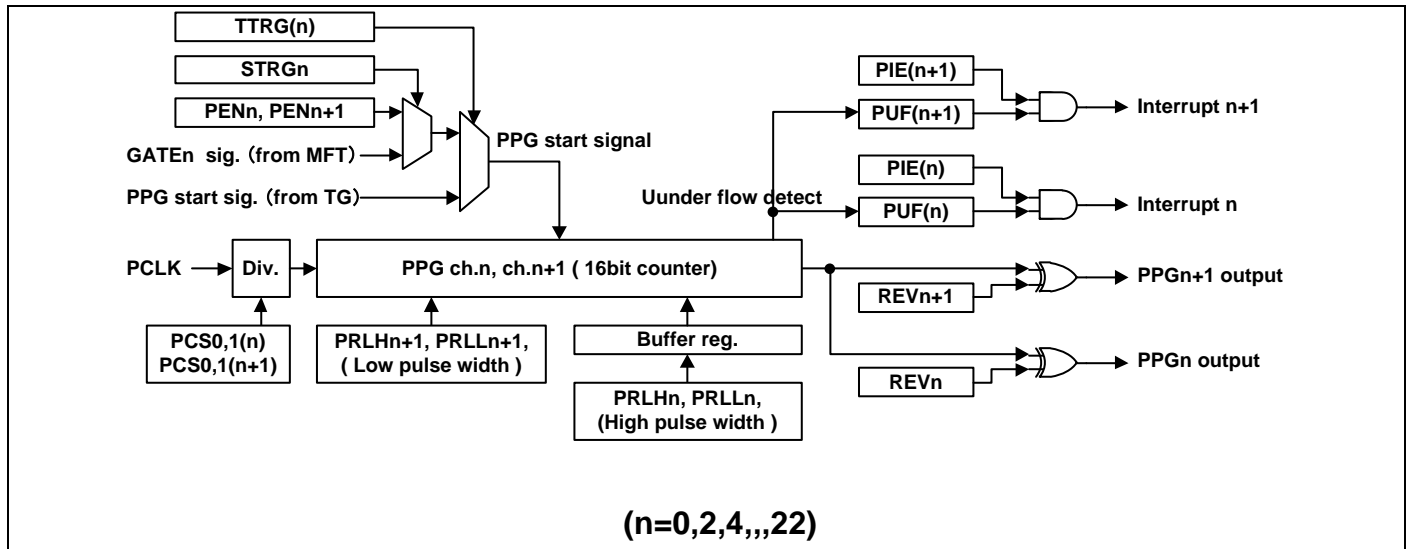 TTRG(n)
STRGn
PENn, PENn+1
GATEn sig. (from MFT)
PPG start sig. (from TG)
PPG start signal
Uunder flow detect
PIE(n+1)
PUF(n+1)
Interrupt n+1
PIE(n)
PUF(n)
Interrupt n
PCLK
Div.
PPG ch.n, ch.n+1 ( 16bit counter)
PCS0,1(n)
PCS0,1(n+1)
PRLHn+1, PRLLn+1,
( Low pulse width )
Buffer reg.
PRLHn, PRLLn,
(High pulse width )
REVn+1
PPGn+1 output
REVn
PPGn output
(n=0,2,4,,,22)